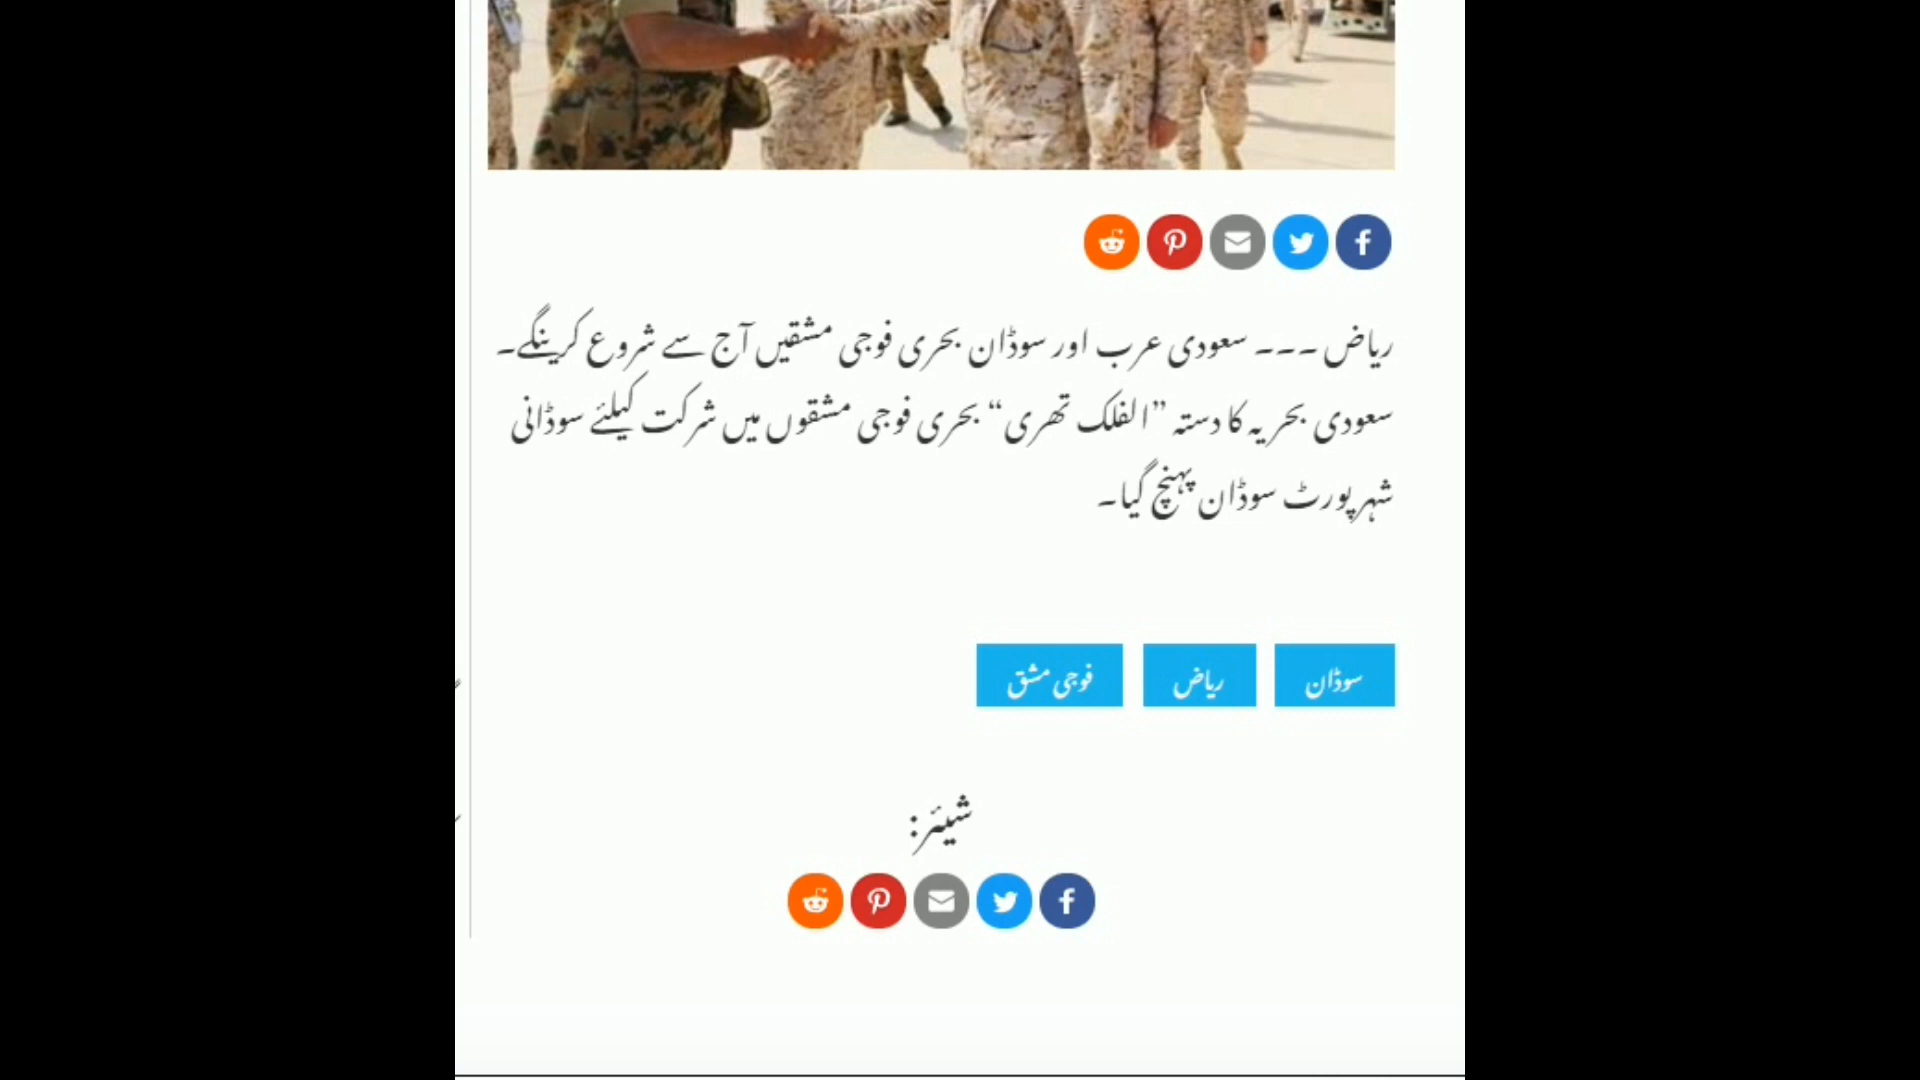 ریاض ۔۔۔ سعودی عرب اور سوڈان بحری فوجی مشقیں آج سے شروع کرینگے۔
سعودی بحریہ کا دستہ ”الفلک تھری“ بحری فوجی مشقوں میں شرکت کیلئے سوڈانی
شہر پورٹ سوڈان پہنچ گیا۔
سوڈان ریاض فوجی مشق
شیئر: